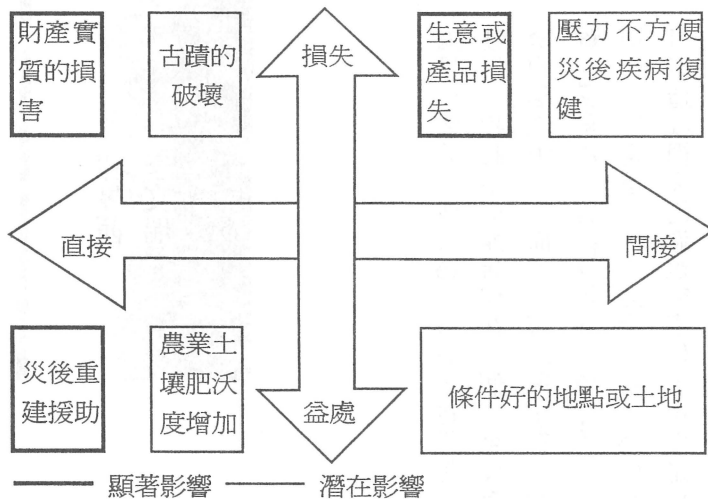 財產實
質的損
害
古蹟的
破壞
損失
生意或
產品損
失
壓力不方便
災後疾病復
健
直接
間接
災後重
建援助
農業土
壤肥沃
度增加
益處
條件好的地點或土地
顯著影響
潛在影響